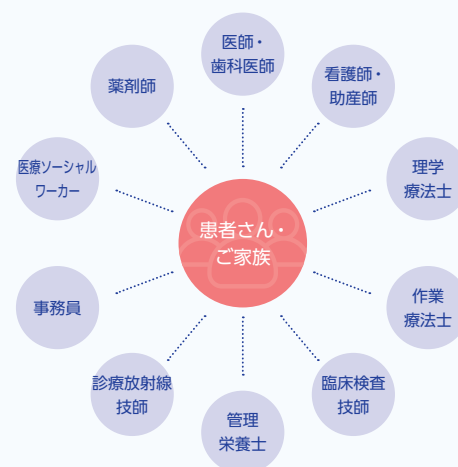 医師・
歯科医師
看護師・
助産師
理学
療法士
作業
療法士
臨床検査
技師
管理
栄養士
診療放射線
技師
事務員
医療ソーシャル
ワーカー
薬剤師
患者さん・
ご家族